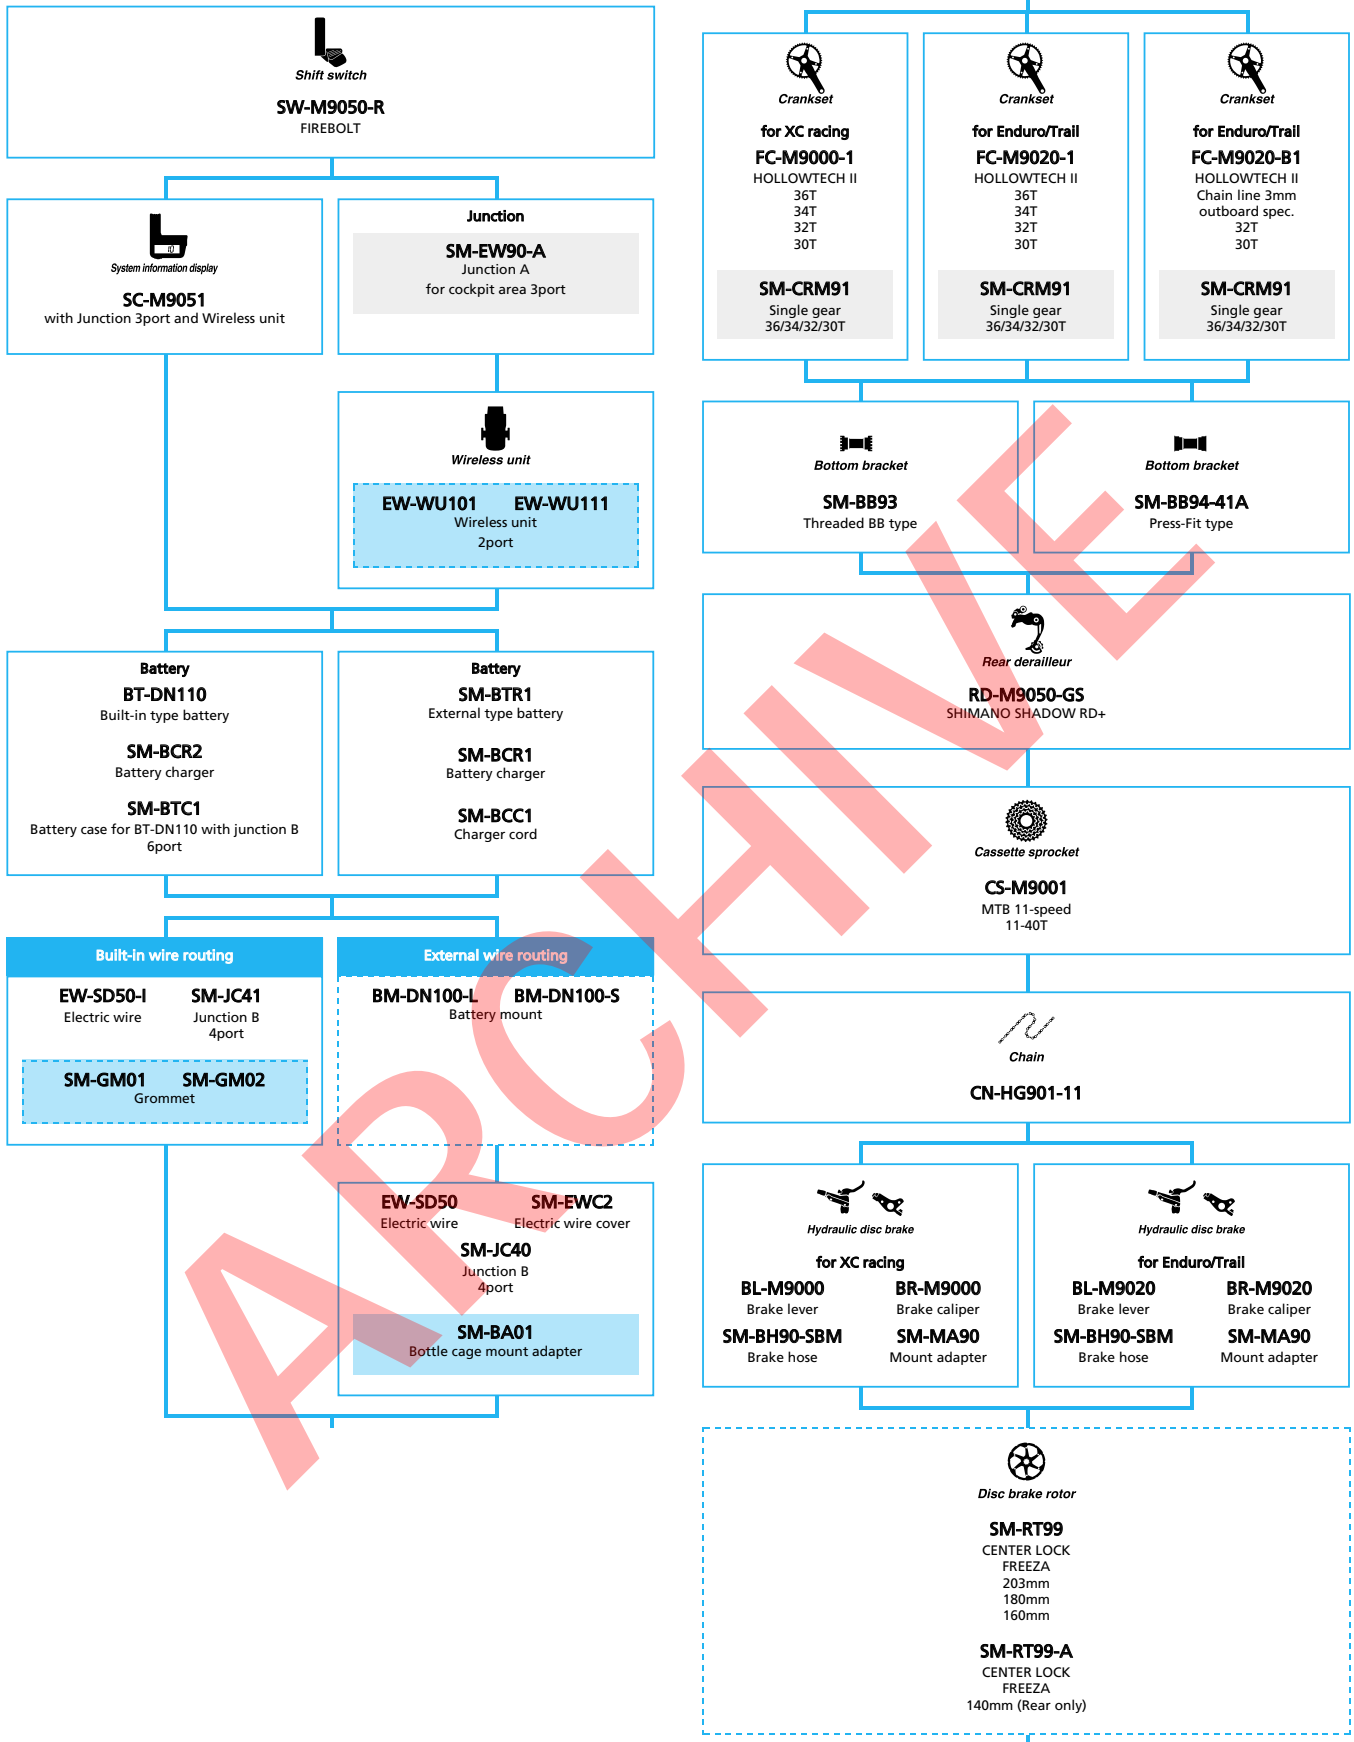 Shift switch
SW-M9050-R
FIREBOLT
System information display
SC-M9051
with Junction 3port and Wireless unit
Junction
SM-EW90-A
Junction A
for cockpit area 3port
Wireless unit
EW-WU101 EW-WU111
Wireless unit
2port
Battery
BT-DN110
Built-in type battery
SM-BCR2
Battery charger
SM-BTC1
Battery case for BT-DN110 with junction B
6port
Battery
SM-BTR1
External type battery
SM-BCR1
Battery charger
SM-BCC1
Charger cord
Built-in wire routing
EW-SD50-I SM-JC41
Electric wire Junction B
4port
SM-GM01 SM-GM02
Grommet
External wire routing
BM-DN100-L BM-DN100-S
Battery mount
EW-SD50 SM-EWC2
Electric wire Electric wire cover
SM-JC40
Junction B
4port
SM-BA01
Bottle cage mount adapter
Crankset
for XC racing
FC-M9000-1
HOLLOWTECH II
36T
34T
32T
30T
SM-CRM91
Single gear
36/34/32/30T
Crankset
for Enduro/Trail
FC-M9020-1
HOLLOWTECH II
36T
34T
32T
30T
SM-CRM91
Single gear
36/34/32/30T
Crankset
for Enduro/Trail
FC-M9020-B1
HOLLOWTECH II
Chain line 3mm
outboard spec.
32T
30T
SM-CRM91
Single gear
36/34/32/30T
Bottom bracket
SM-BB93
Threaded BB type
Bottom bracket
SM-BB94-41A
Press-Fit type
Rear derailleur
RD-M9050-GS
SHIMANO SHADOW RD+
Cassette sprocket
CS-M9001
MTB 11-speed
11-40T
Chain
CN-HG901-11
Hydraulic disc brake
for XC racing
BL-M9000 BR-M9000
Brake lever Brake caliper
SM-BH90-SBM SM-MA90
Brake hose Mount adapter
Hydraulic disc brake
for Enduro/Trail
BL-M9020 BR-M9020
Brake lever Brake caliper
SM-BH90-SBM SM-MA90
Brake hose Mount adapter
Disc brake rotor
SM-RT99
CENTER LOCK
FREEZA
203mm
180mm
160mm
SM-RT99-A
CENTER LOCK
FREEZA
140mm (Rear only)
ARCHIVE